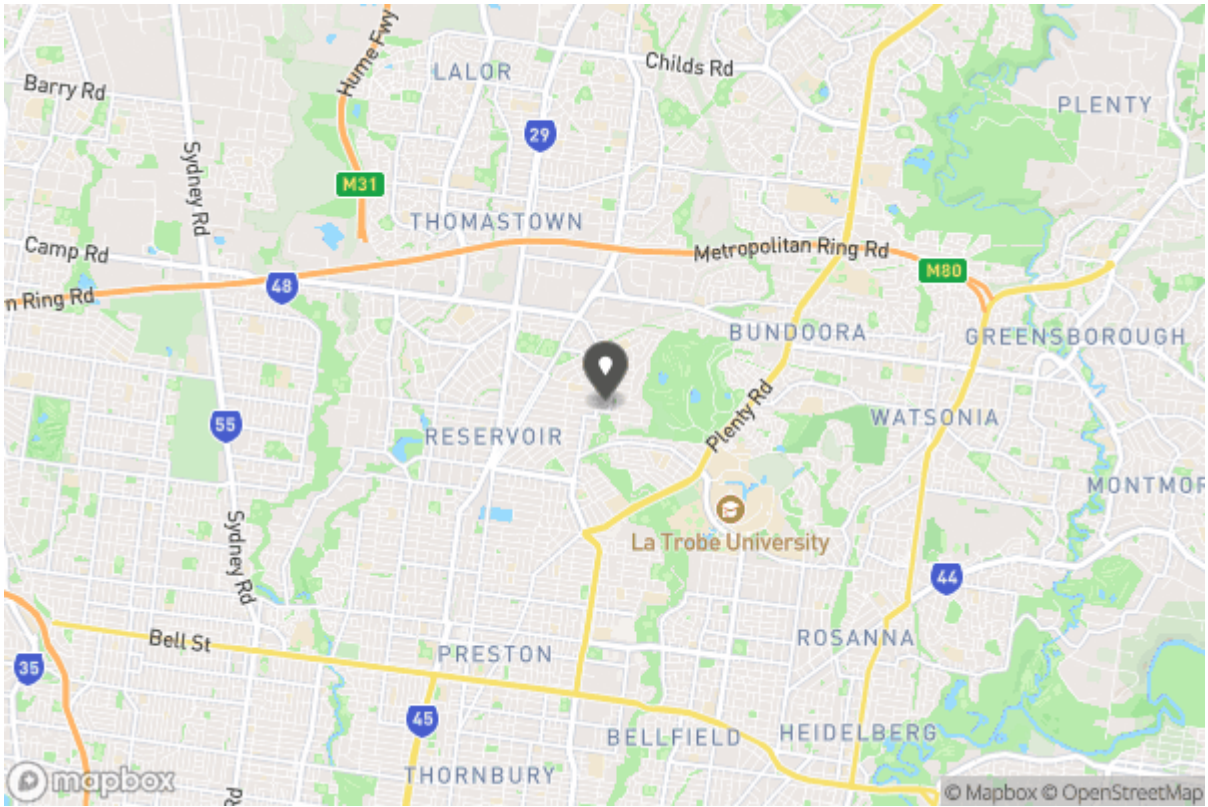 Hume Fwy
LALOR
Childs Rd
Barry Rd
PLENTY
29
Sydney Rd
M31
THOMASTOWN
Camp Rd
Metropolitan Ring Rd
M80
48
n Ring Rd
BUNDOORA
GREENSBOROUGH
Plenty Rd
WATSONIA
55
RESERVOIR
MONTMOR
Sydney Rd
La Trobe University
44
Bell St
ROSANNA
PRESTON
35
45
BELLFIELD
HEIDELBERG
THORNBURY
mapbox
© Mapbox © OpenStreetMap